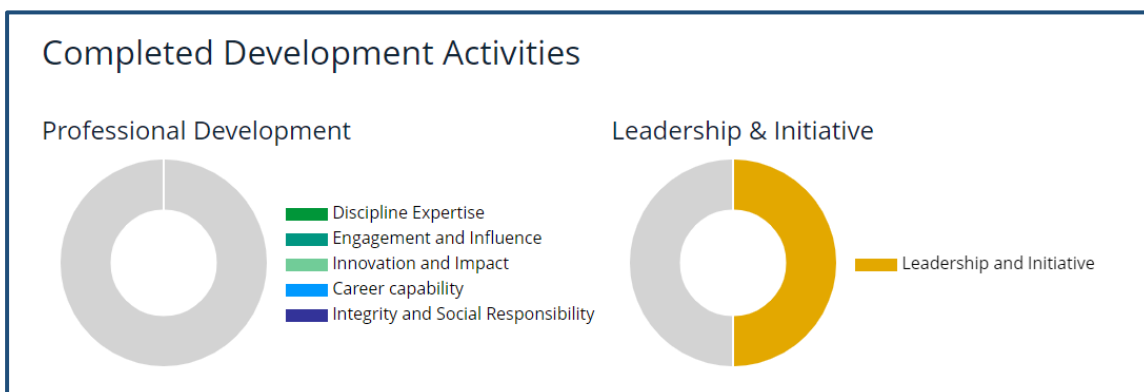 Completed Development Activities
Professional Development
Discipline Expertise
Engagement and Influence
Innovation and Impact
Career capability
Integrity and Social Responsibility
Leadership & Initiative
Leadership and Initiative